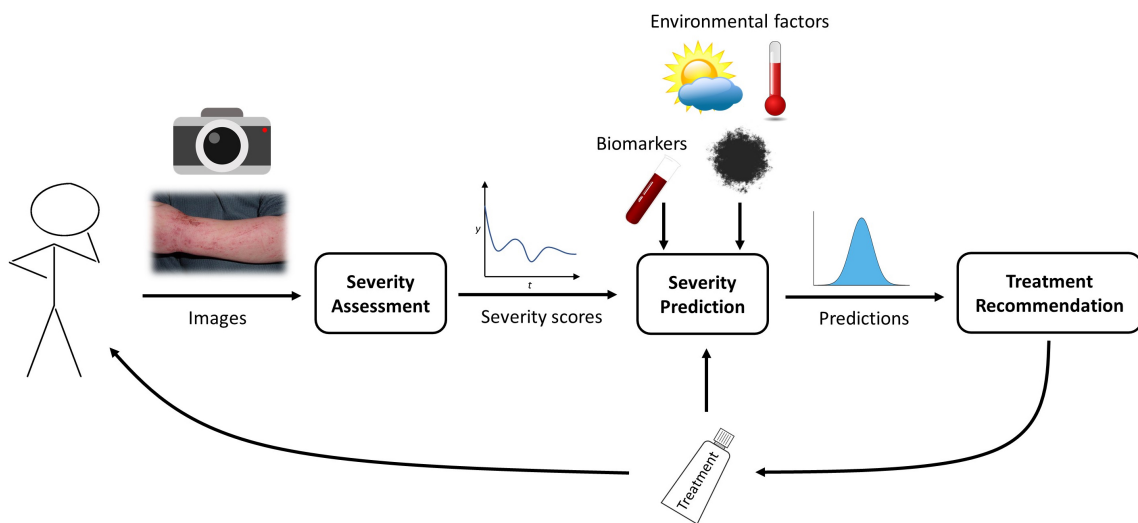 Environmental factors
Biomarkers
y
t
Severity
Assessment
Severity
Prediction
Treatment
Recommendation
Images
Severity scores
Predictions
Treatment